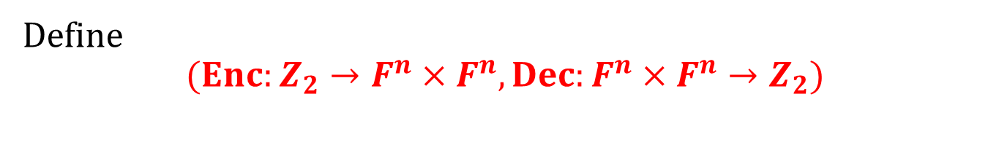 Define
(Enc: Z₂ → Fⁿ × Fⁿ, Dec: Fⁿ × Fⁿ → Z₂)